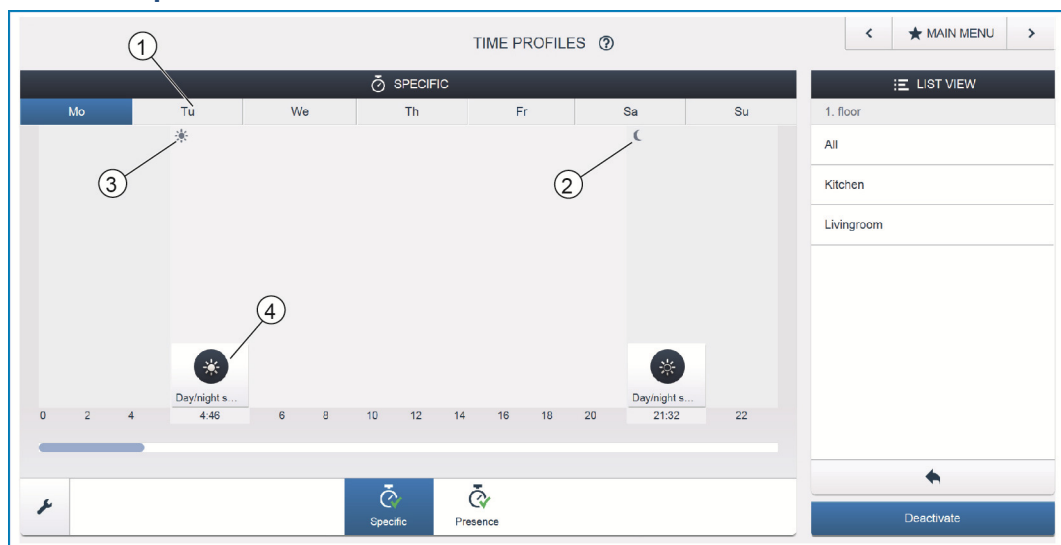 TIME PROFILES ?
< ★ MAIN MENU >
SPECIFIC
LIST VIEW
Mo Tu We Th Fr Sa Su
1. floor
All
Kitchen
Livingroom
1
2
3
4
Day/night s... Day/night s...
0 2 4 4:46 6 8 10 12 14 16 18 20 21:32 22
Specific Presence
Deactivate